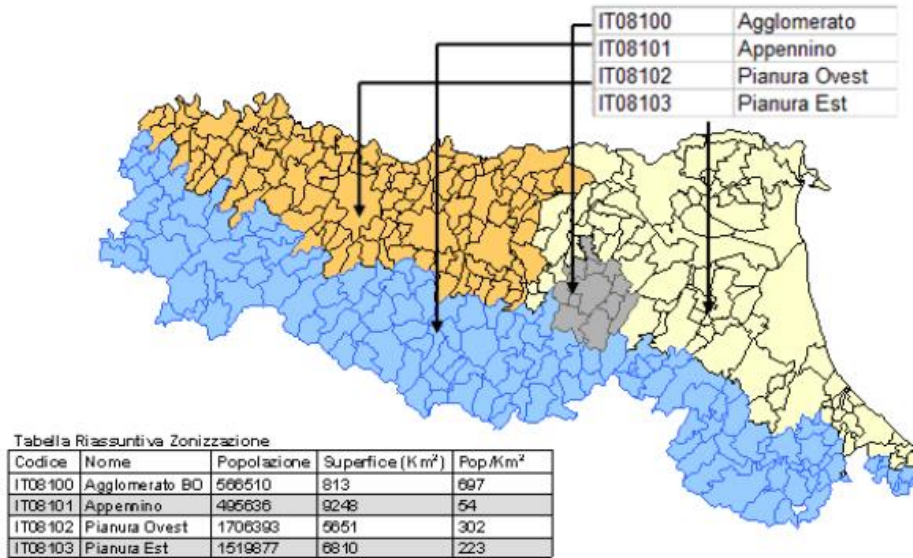 IT08100 Agglomerato
IT08101 Appennino
IT08102 Pianura Ovest
IT08103 Pianura Est
Tabella Riassuntiva Zonizzazione
Codice Nome Popolazione Superfice (Km²) Pop/Km²
IT08100 Agglomerato BO 566510 813 697
IT08101 Appennino 495636 9248 54
IT08102 Pianura Ovest 1706393 5651 302
IT08103 Pianura Est 1519877 6810 223